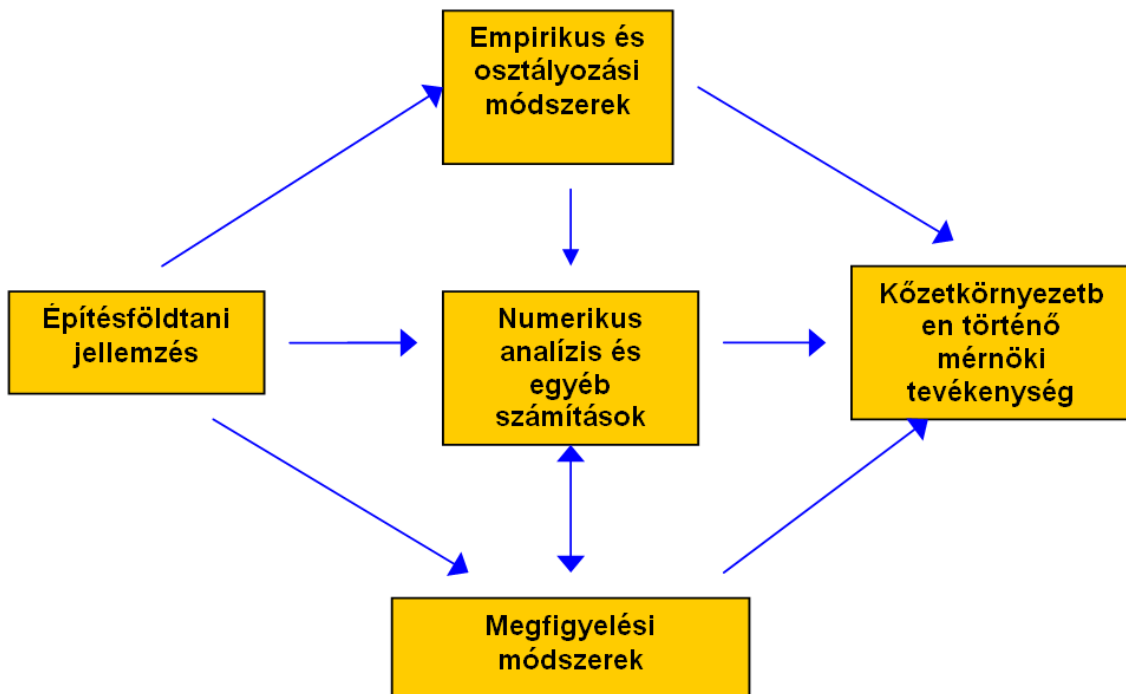 Empirikus és
osztályozási
módszerek
Építésföldtani
jellemzés
Numerikus
analízis és
egyéb
számítások
Kőzetkörnyezetb
en történő
mérnöki
tevékenység
Megfigyelési
módszerek